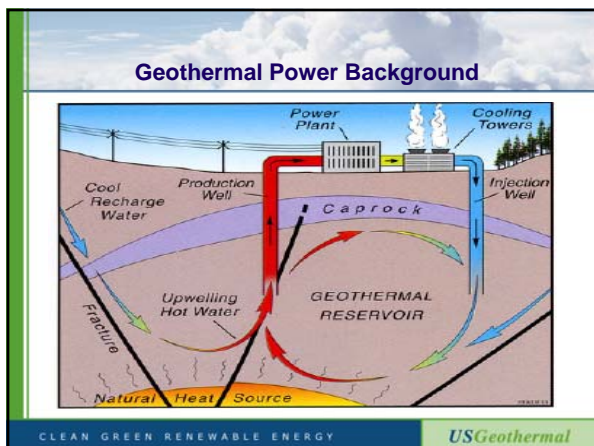 Geothermal Power Background
Power
Plant
Cooling
Towers
Cool
Recharge
Water
Production
Well
Injection
Well
Caprock
Fracture
Upwelling
Hot Water
GEOTHERMAL
RESERVOIR
Natural Heat Source
CLEAN GREEN RENEWABLE ENERGY
USGeothermal